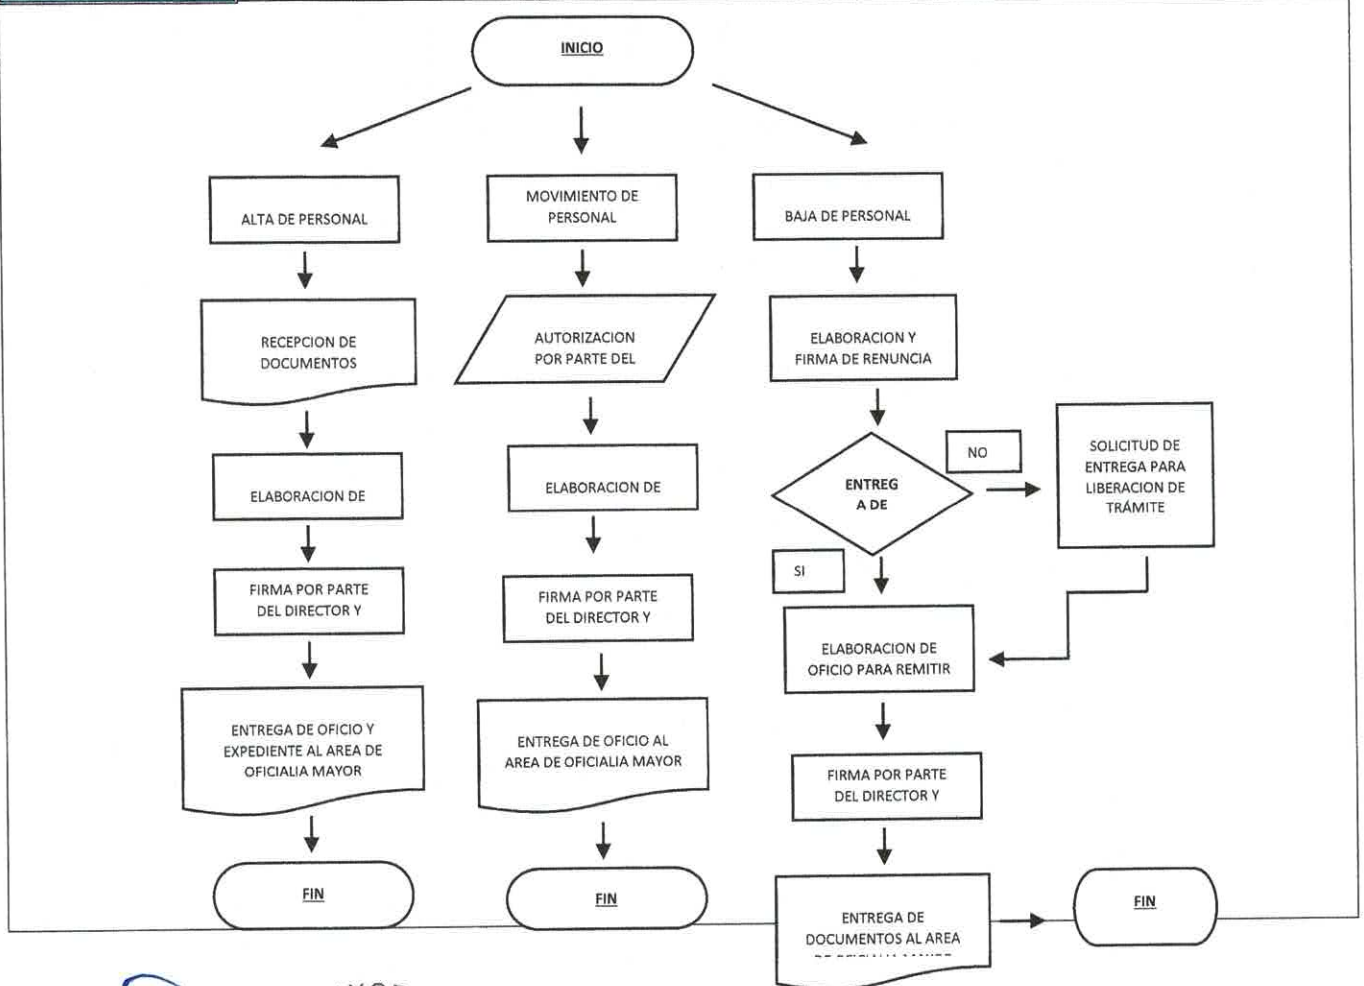 INICIO
ALTA DE PERSONAL
RECEPCION DE
DOCUMENTOS
ELABORACION DE
FIRMA POR PARTE
DEL DIRECTOR Y
ENTREGA DE OFICIO Y
EXPEDIENTE AL AREA DE
OFICIALIA MAYOR
FIN
MOVIMIENTO DE
PERSONAL
AUTORIZACION
POR PARTE DEL
ELABORACION DE
FIRMA POR PARTE
DEL DIRECTOR Y
ENTREGA DE OFICIO AL
AREA DE OFICIALIA MAYOR
FIN
BAJA DE PERSONAL
ELABORACION Y
FIRMA DE RENUNCIA
ENTREG
A DE
NO
SOLICITUD DE
ENTREGA PARA
LIBERACION DE
TRÁMITE
SI
ELABORACION DE
OFICIO PARA REMITIR
FIRMA POR PARTE
DEL DIRECTOR Y
ENTREGA DE
DOCUMENTOS AL AREA
FIN